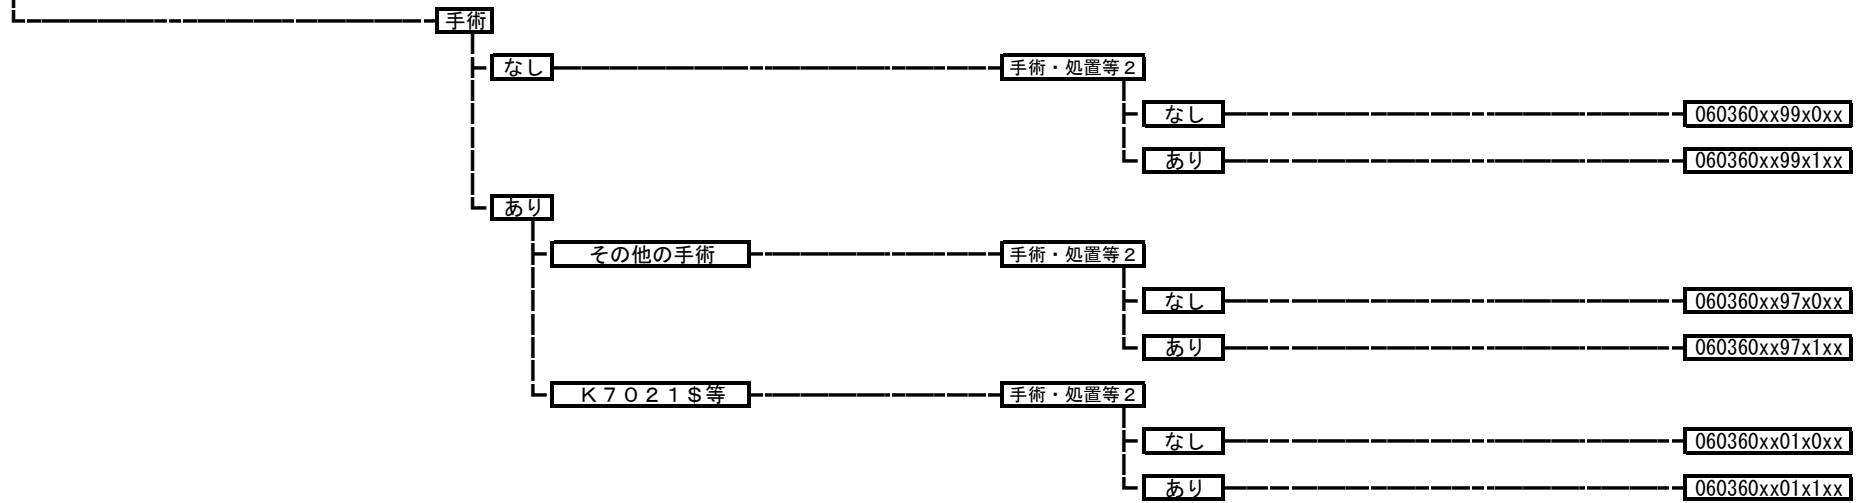 手術
なし 手術・処置等２
なし 060360xx99x0xx
あり 060360xx99x1xx
あり
その他の手術 手術・処置等２
なし 060360xx97x0xx
あり 060360xx97x1xx
Ｋ７０２１＄等 手術・処置等２
なし 060360xx01x0xx
あり 060360xx01x1xx